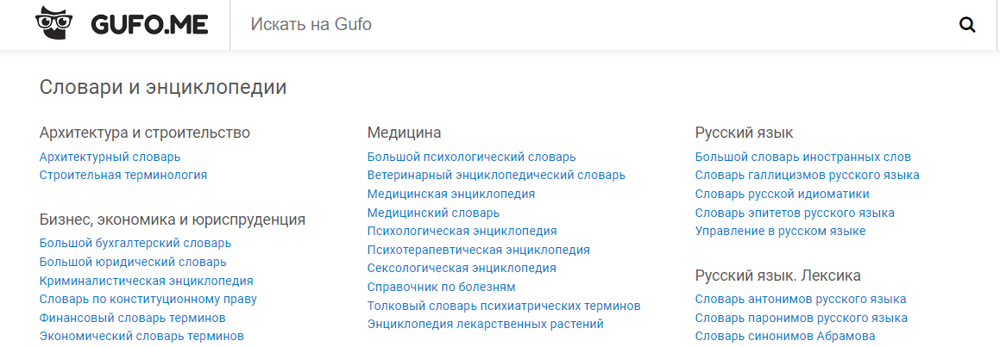 GUFO.ME
Искать на Gufo
Словари и энциклопедии
Архитектура и строительство
Архитектурный словарь
Строительная терминология
Бизнес, экономика и юриспруденция
Большой бухгалтерский словарь
Большой юридический словарь
Криминалистическая энциклопедия
Словарь по конституционному праву
Финансовый словарь терминов
Экономический словарь терминов
Медицина
Большой психологический словарь
Ветеринарный энциклопедический словарь
Медицинская энциклопедия
Медицинский словарь
Психологическая энциклопедия
Психотерапевтическая энциклопедия
Сексологическая энциклопедия
Справочник по болезням
Толковый словарь психиатрических терминов
Энциклопедия лекарственных растений
Русский язык
Большой словарь иностранных слов
Словарь галлицизмов русского языка
Словарь русской идиоматики
Словарь эпитетов русского языка
Управление в русском языке
Русский язык. Лексика
Словарь антонимов русского языка
Словарь паронимов русского языка
Словарь синонимов Абрамова